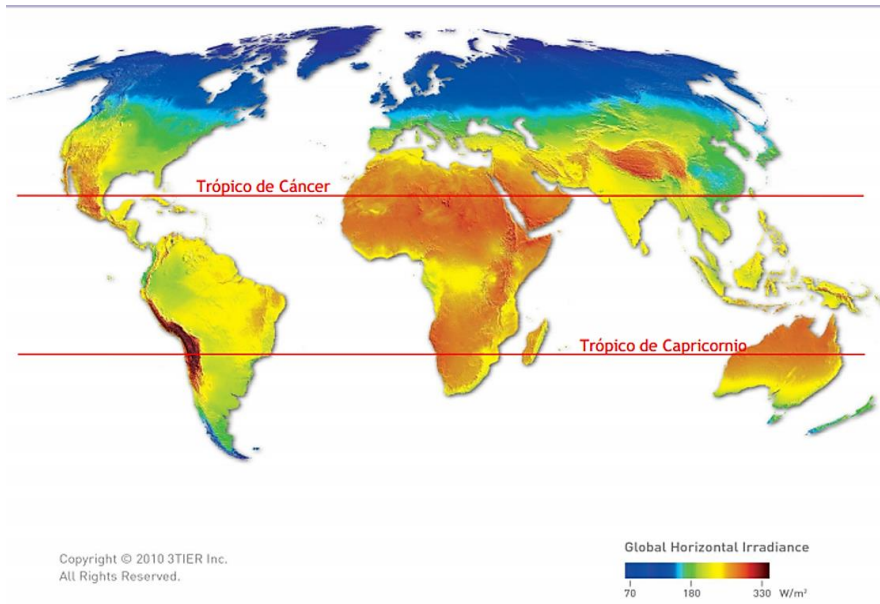 Trópico de Cáncer
Trópico de Capricornio
Copyright © 2010 3TIER Inc.
All Rights Reserved.
Global Horizontal Irradiance
70 180 330 W/m²